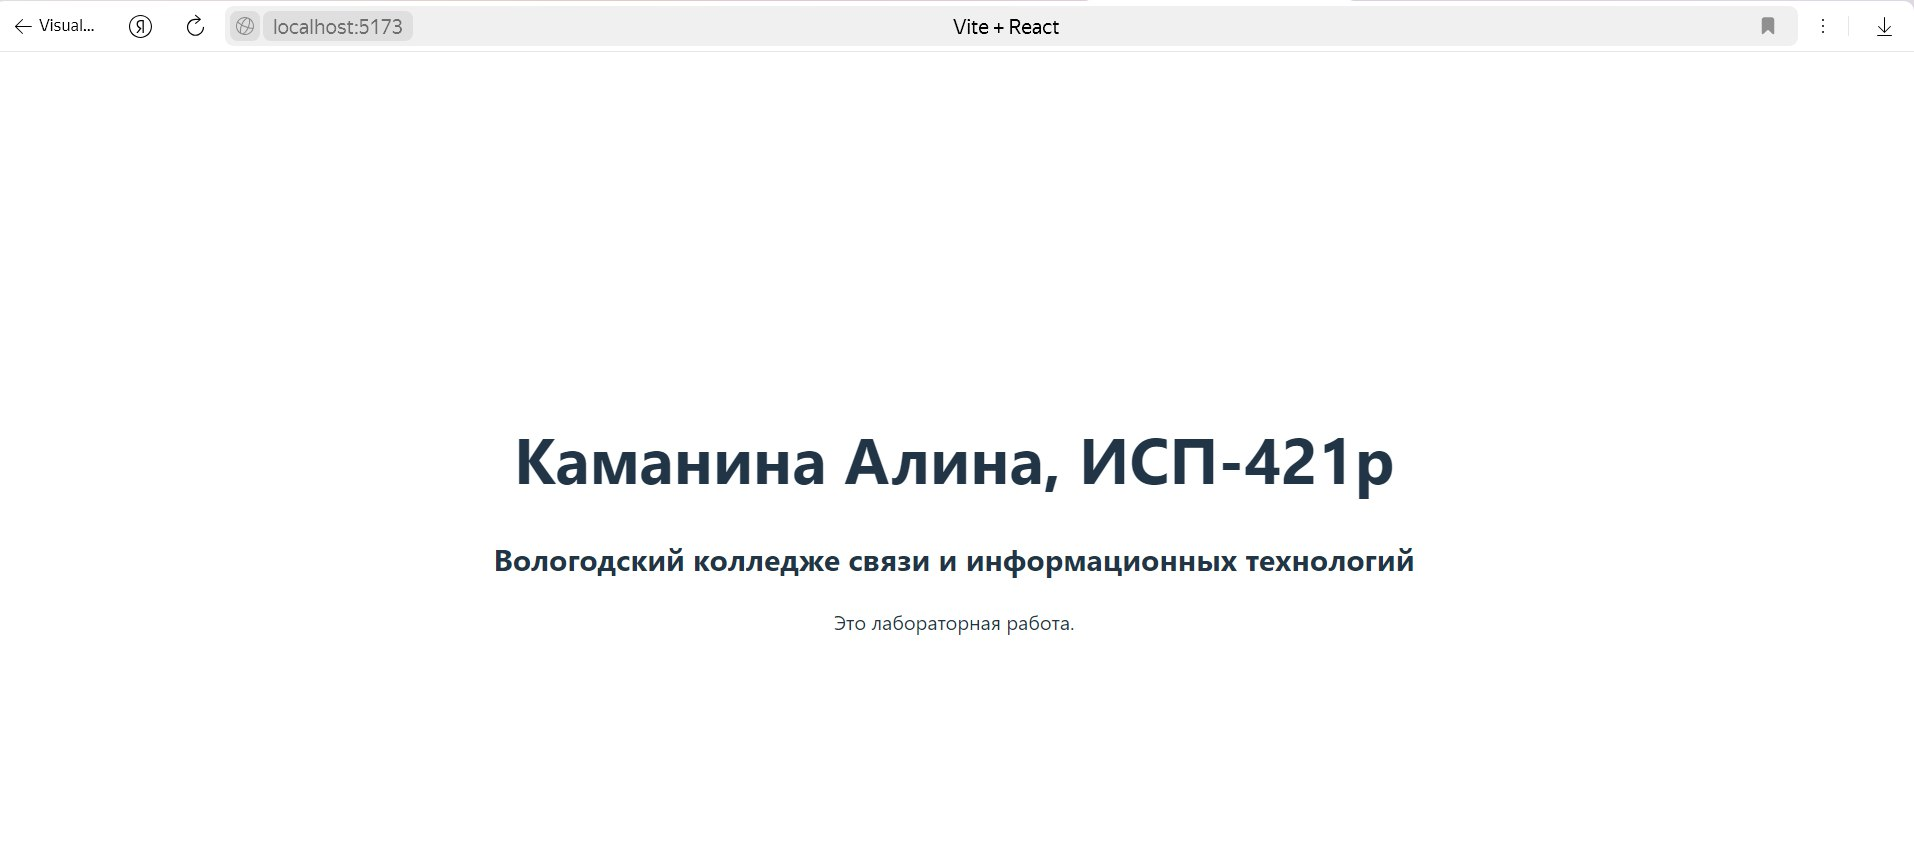 Visual...
Я
localhost:5173
Vite + React
Каманина Алина, ИСП-421р
Вологодский колледже связи и информационных технологий
Это лабораторная работа.